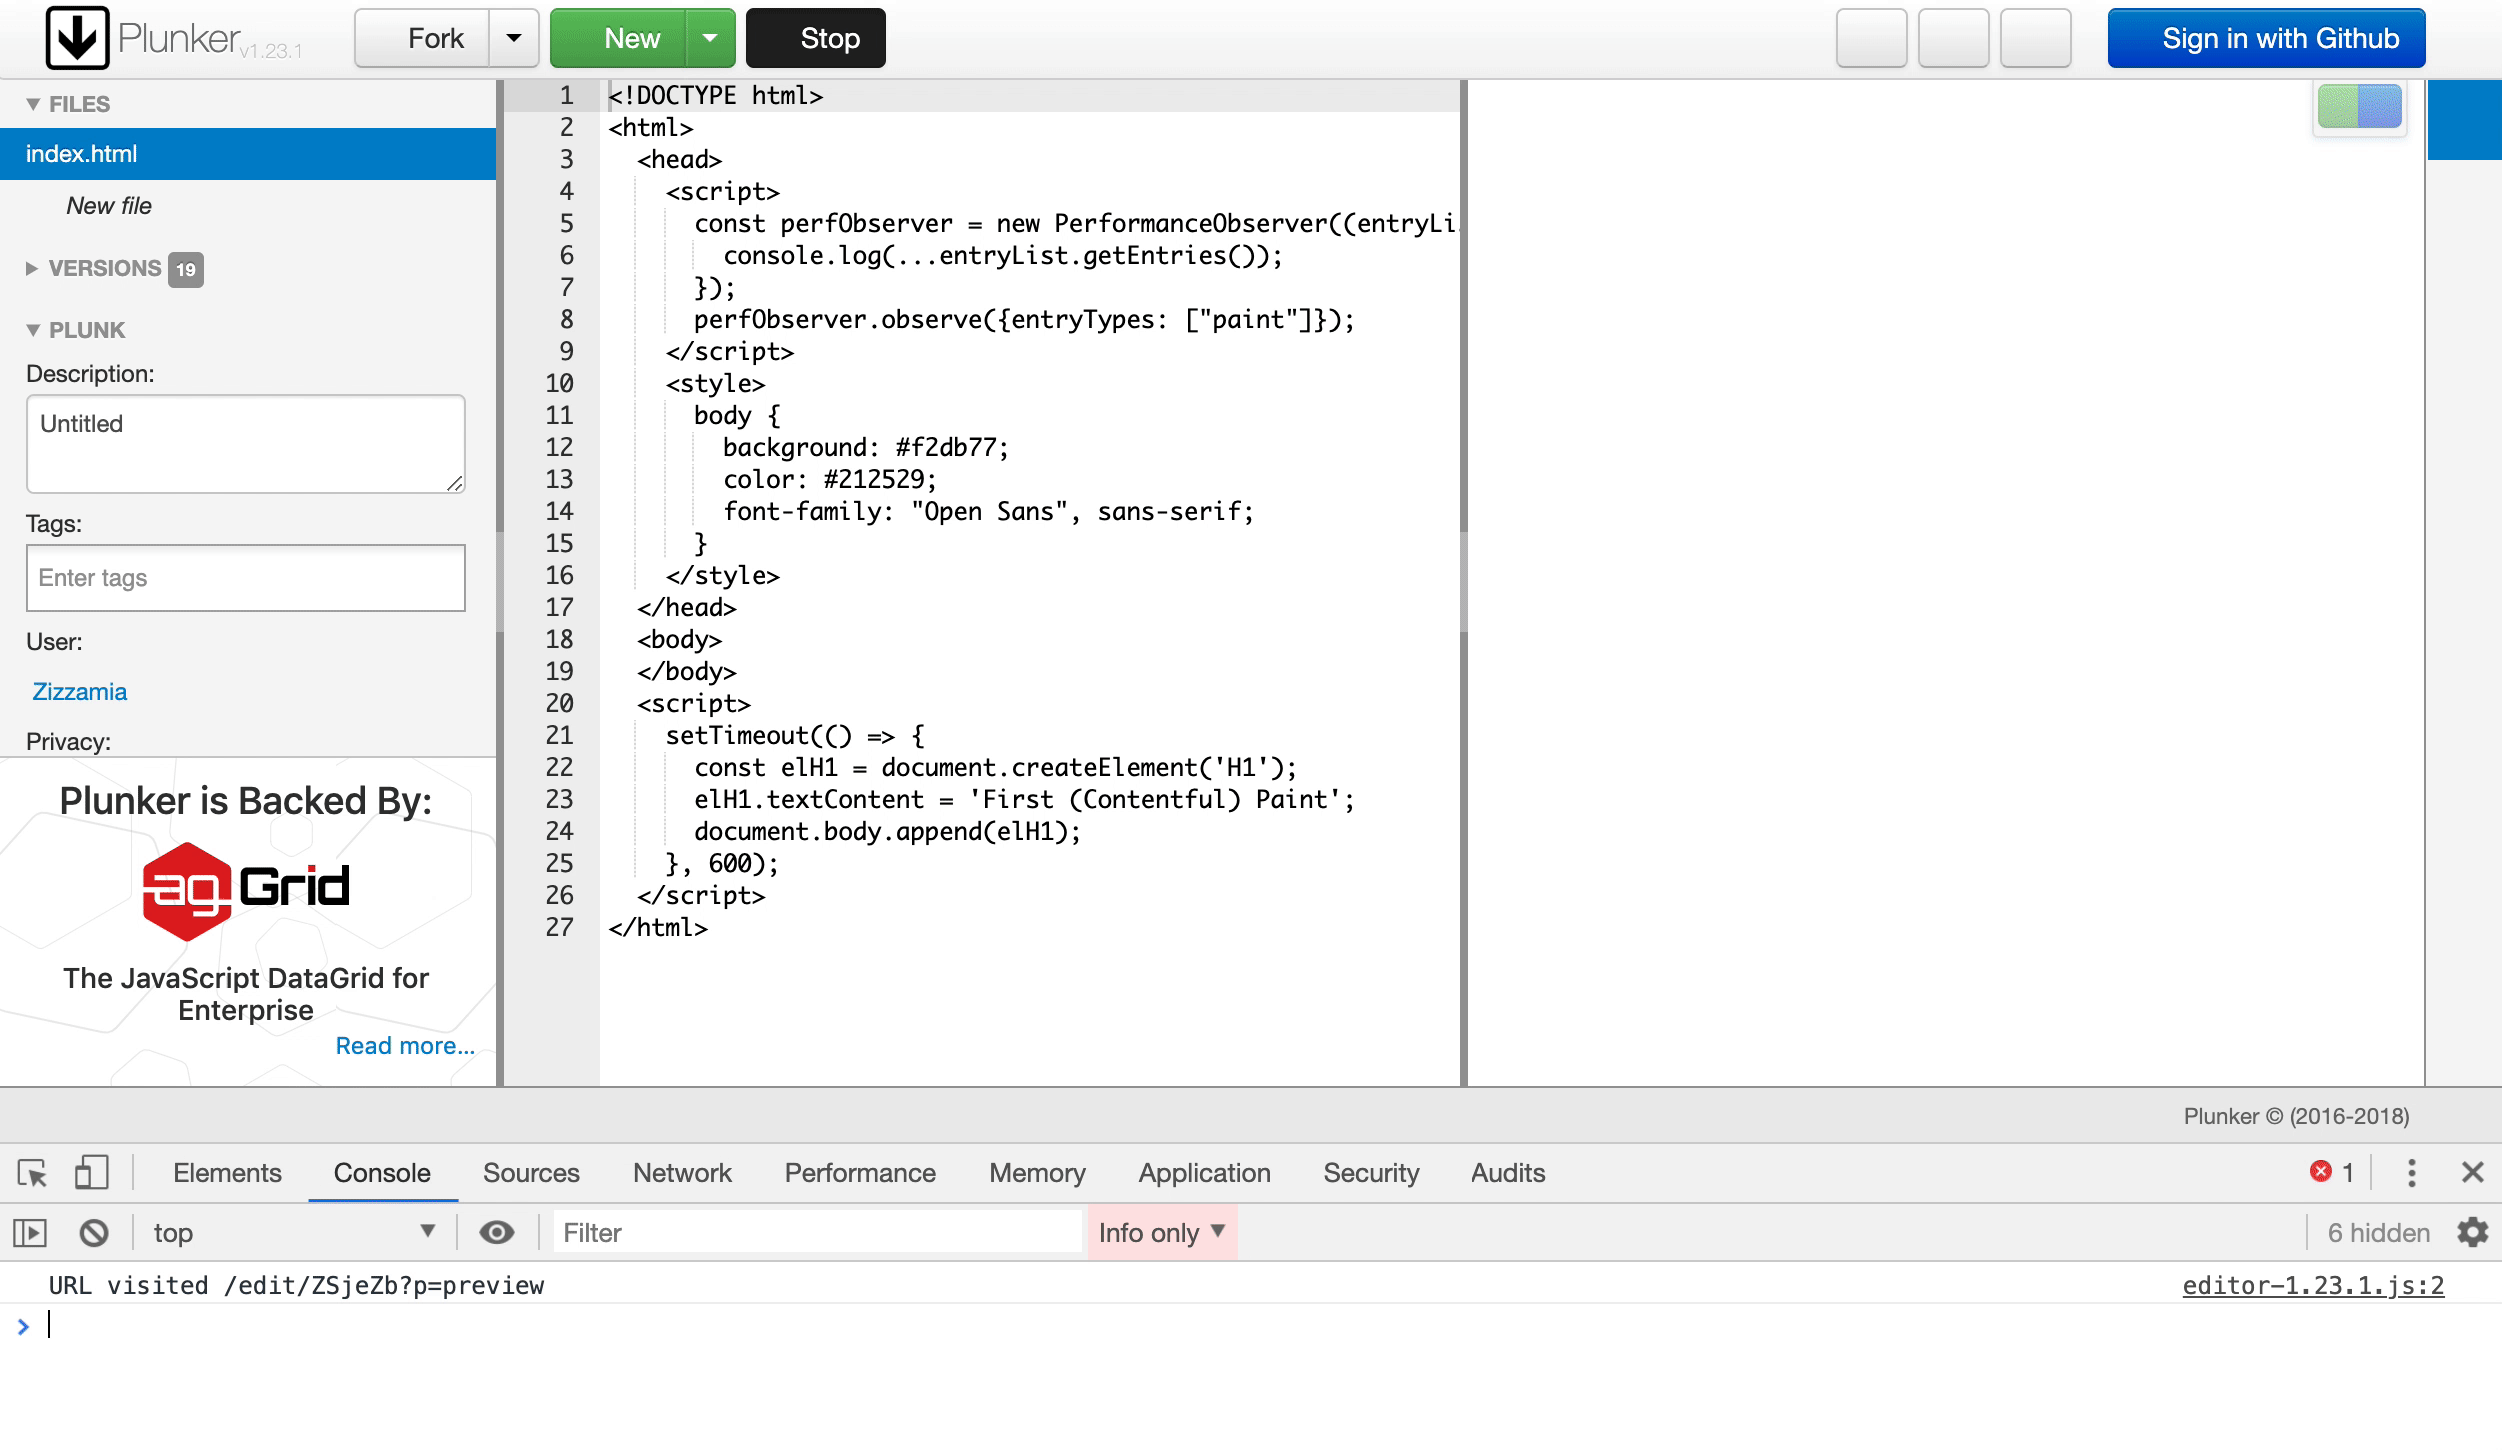 Plunker v1.23.1
Fork
New
Stop
Sign in with Github
FILES
index.html
New file
VERSIONS 19
PLUNK
Description:
Untitled
Tags:
Enter tags
User:
Zizzamia
Privacy:
Plunker is Backed By:
ag Grid
The JavaScript DataGrid for
Enterprise
Read more...
1 <!DOCTYPE html>
2 <html>
3 <head>
4 <script>
5 const perfObserver = new PerformanceObserver((entryLi
6 console.log(...entryList.getEntries());
7 });
8 perfObserver.observe({entryTypes: ["paint"]});
9 </script>
10 <style>
11 body {
12 background: #f2db77;
13 color: #212529;
14 font-family: "Open Sans", sans-serif;
15 }
16 </style>
17 </head>
18 <body>
19 </body>
20 <script>
21 setTimeout(() => {
22 const elH1 = document.createElement('H1');
23 elH1.textContent = 'First (Contentful) Paint';
24 document.body.append(elH1);
25 }, 600);
26 </script>
27 </html>
Plunker © (2016-2018)
Elements Console Sources Network Performance Memory Application Security Audits 1
top Filter Info only 6 hidden
URL visited /edit/ZSjeZb?p=preview editor-1.23.1.js:2